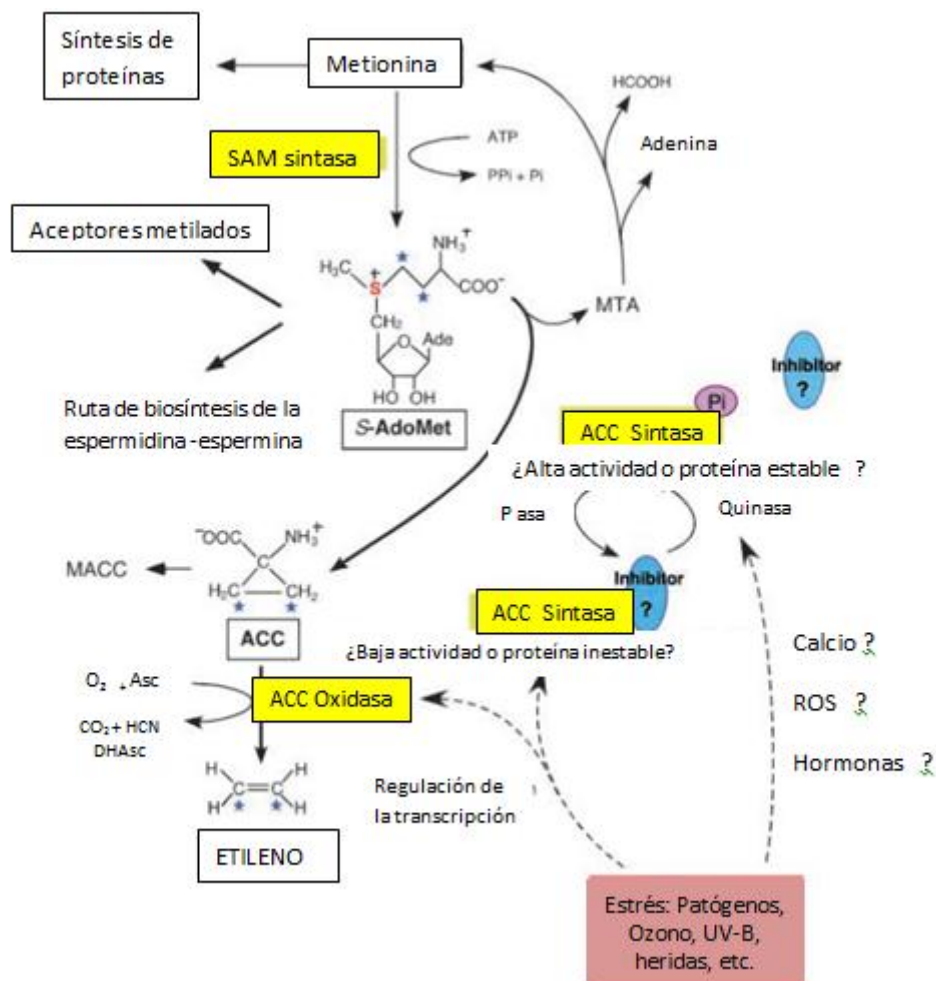 Síntesis de
proteínas
Metionina
HCOOH
Adenina
SAM sintasa
ATP
PPi + Pi
Aceptores metilados
NH₃⁺
H₃C
S⁺
COO⁻
CH₂
Ade
O
HO OH
S-AdoMet
MTA
Inhibitor
?
Ruta de biosíntesis de la
espermidina -espermina
Pi
ACC Sintasa
¿Alta actividad o proteína estable ?
P asa
Quinasa
⁻OOC
NH₃⁺
C
H₂C
CH₂
MACC
ACC
Inhibitor
?
ACC Sintasa
¿Baja actividad o proteína inestable?
Calcio ?
ROS ?
Hormonas ?
O₂ + Asc
ACC Oxidasa
CO₂ + HCN
DHAsc
H H
C=C
H H
Regulación de
la transcripción
ETILENO
Estrés: Patógenos,
Ozono, UV-B,
heridas, etc.